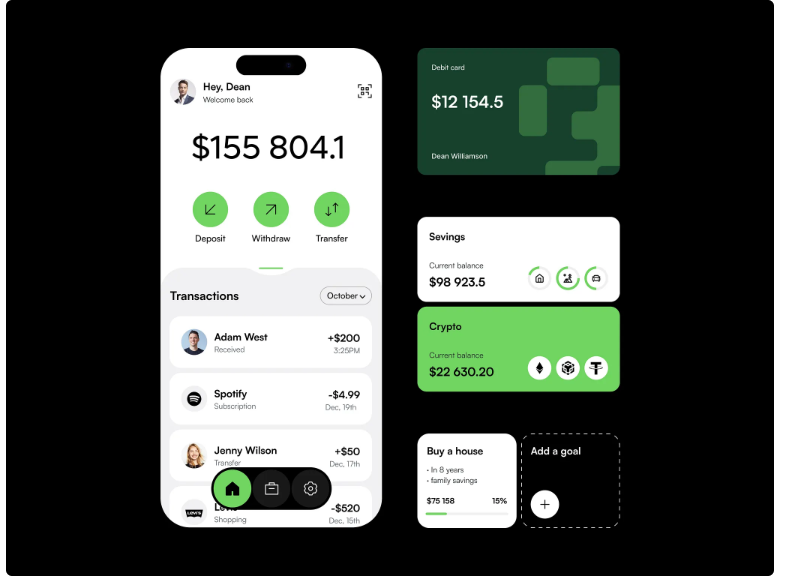 Hey, Dean
Welcome back
$155 804.1
Deposit
Withdraw
Transfer
Transactions
October
Adam West
Received
+$200
3:25PM
Spotify
Subscription
-$4.99
Dec, 19th
Jenny Wilson
Transfer
+$50
Dec, 17th
LEVI'S
Shopping
-$520
Dec, 15th
Debit card
$12 154.5
Dean Williamson
Sevings
Current balance
$98 923.5
Crypto
Current balance
$22 630.20
Buy a house
· In 8 years
· family savings
$75 158
15%
Add a goal